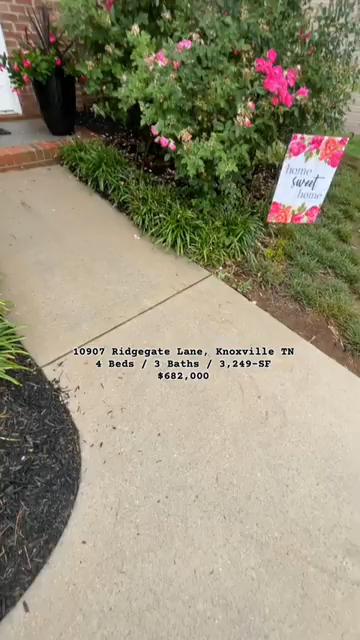 home
sweet
home
10907 Ridgegate Lane, Knoxville TN
4 Beds / 3 Baths / 3,249-SF
$682,000